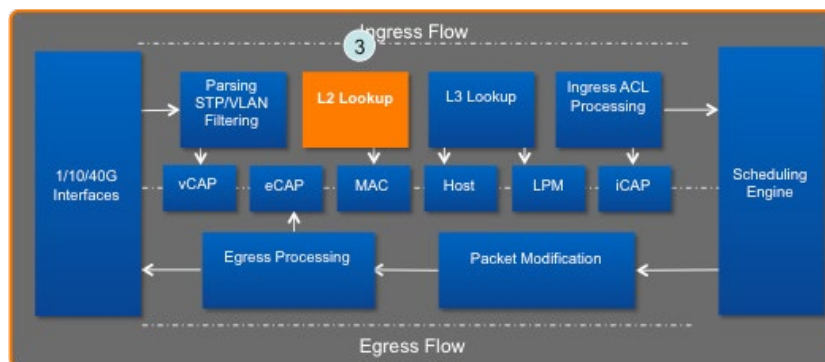 Ingress Flow
3
Parsing
STP/VLAN
Filtering
L2 Lookup
L3 Lookup
Ingress ACL
Processing
1/10/40G
Interfaces
vCAP
eCAP
MAC
Host
LPM
iCAP
Scheduling
Engine
Egress Processing
Packet Modification
Egress Flow